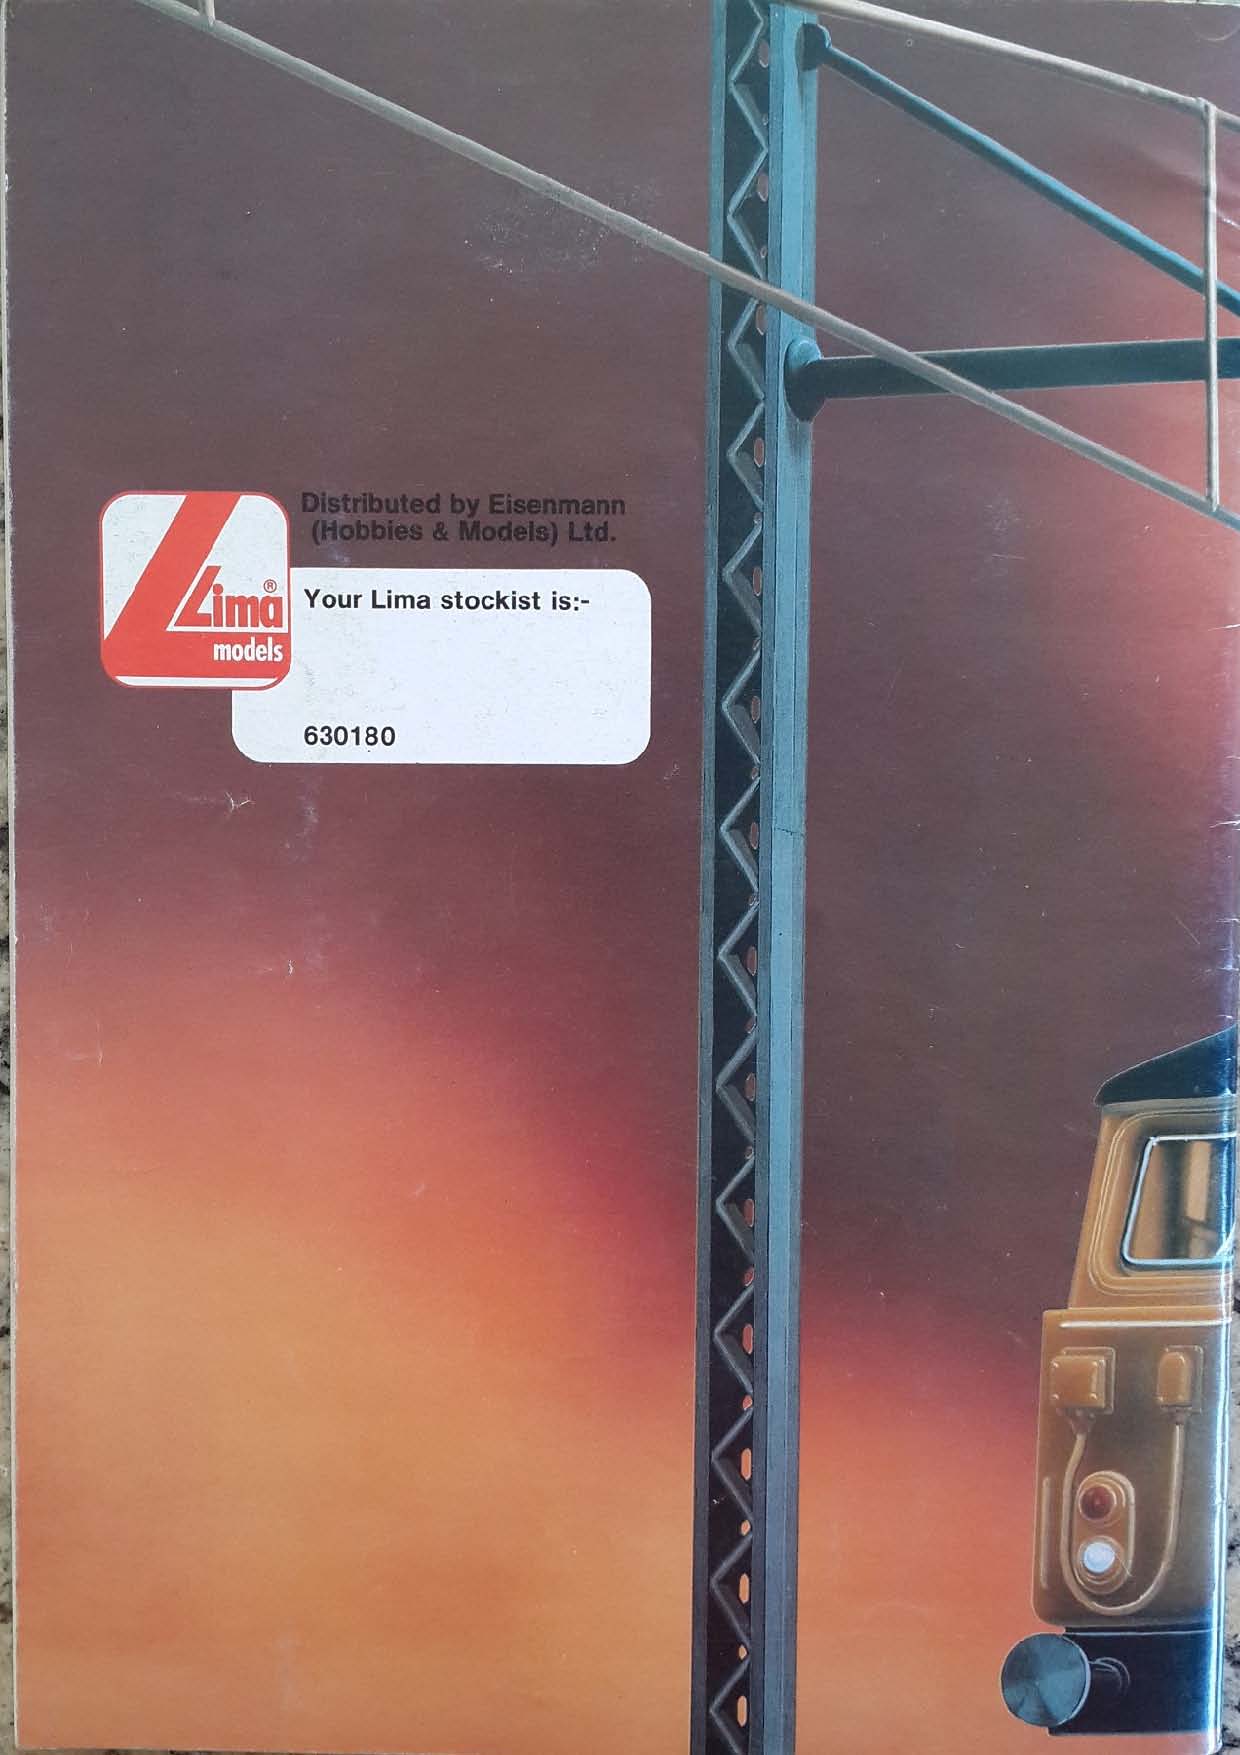 Distributed by Eisenmann
(Hobbies & Models) Ltd.
Lima®
models
Your Lima stockist is:-
630180